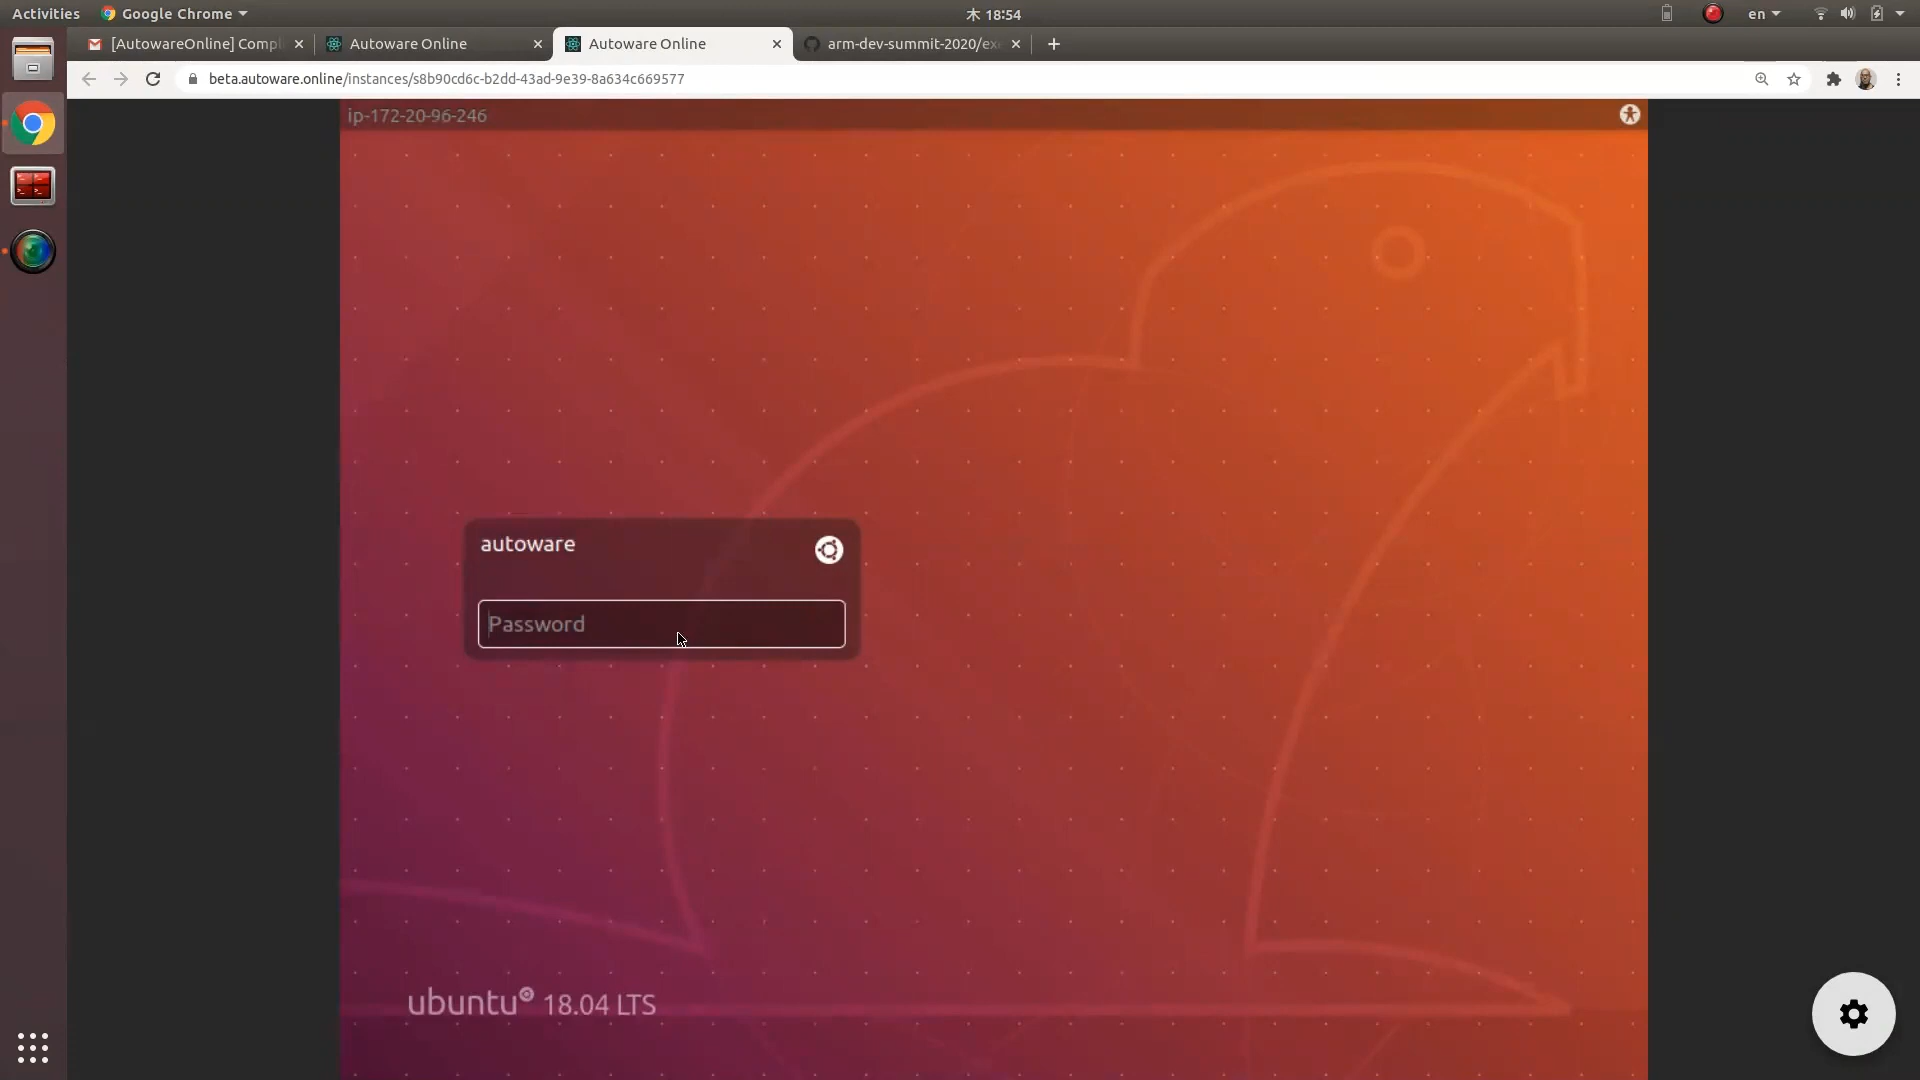 Activities Google Chrome 木 18:54 en
[AutowareOnline] Compl Autoware Online Autoware Online arm-dev-summit-2020/exe
beta.autoware.online/instances/s8b90cd6c-b2dd-43ad-9e39-8a634c669577
ip-172-20-96-246
autoware
Password
ubuntu® 18.04 LTS